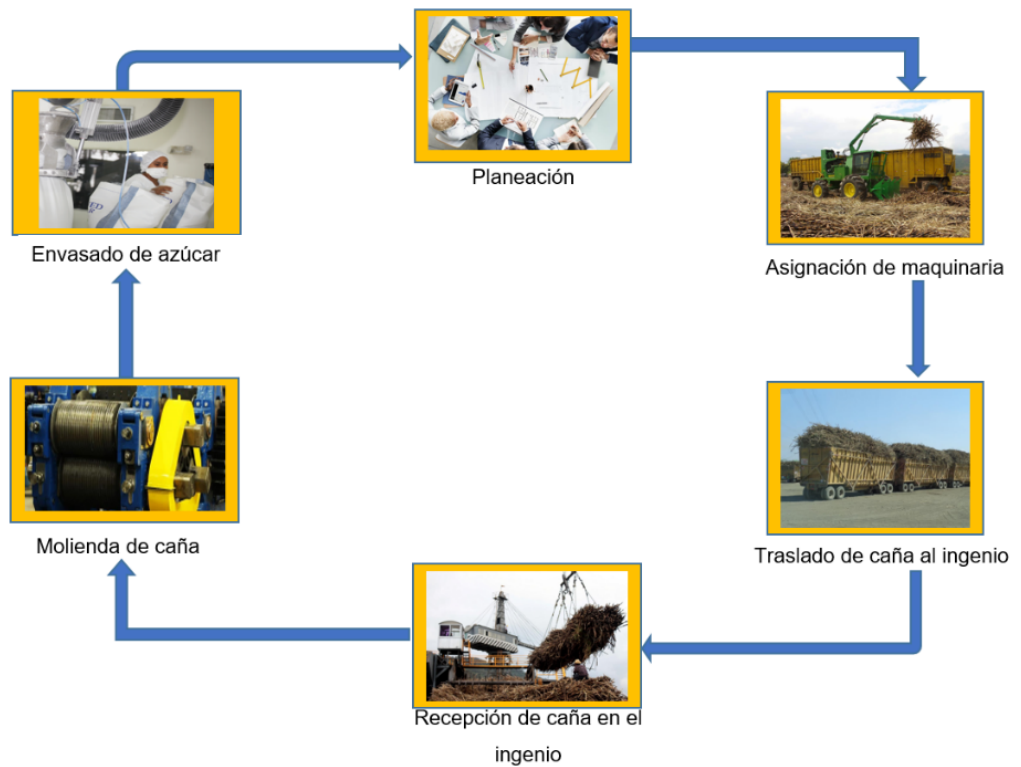 Planeación
Asignación de maquinaria
Traslado de caña al ingenio
Recepción de caña en el
ingenio
Molienda de caña
Envasado de azúcar